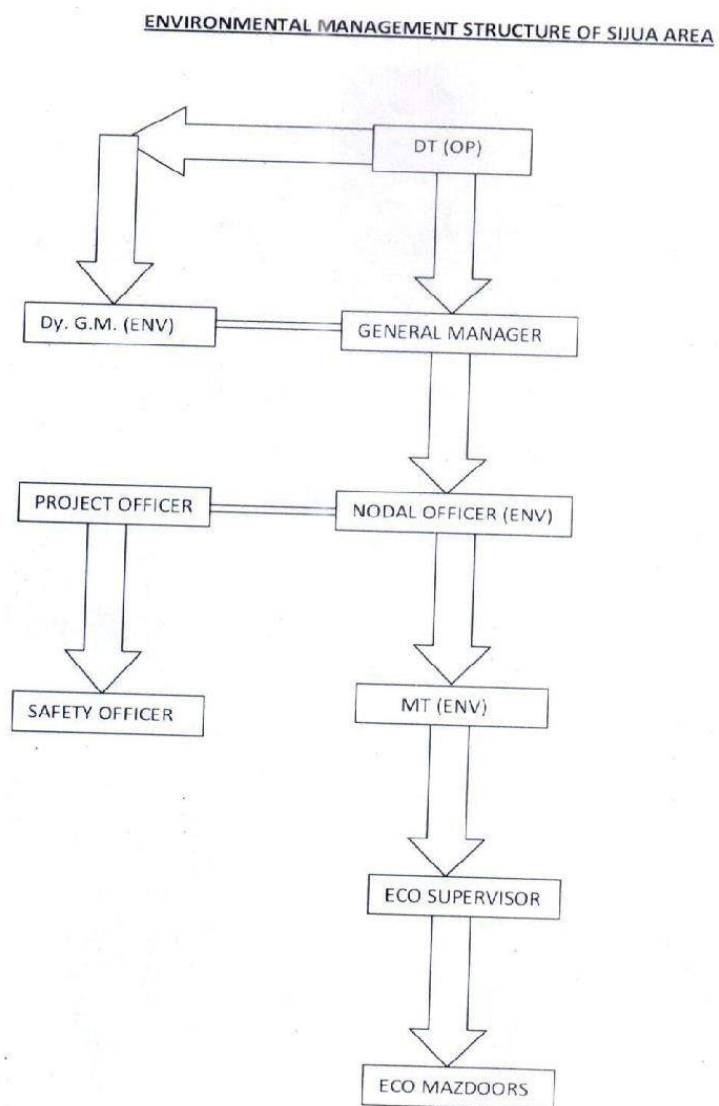 ENVIRONMENTAL MANAGEMENT STRUCTURE OF SIJUA AREA
DT (OP)
Dy. G.M. (ENV)
GENERAL MANAGER
PROJECT OFFICER
NODAL OFFICER (ENV)
SAFETY OFFICER
MT (ENV)
ECO SUPERVISOR
ECO MAZDOORS